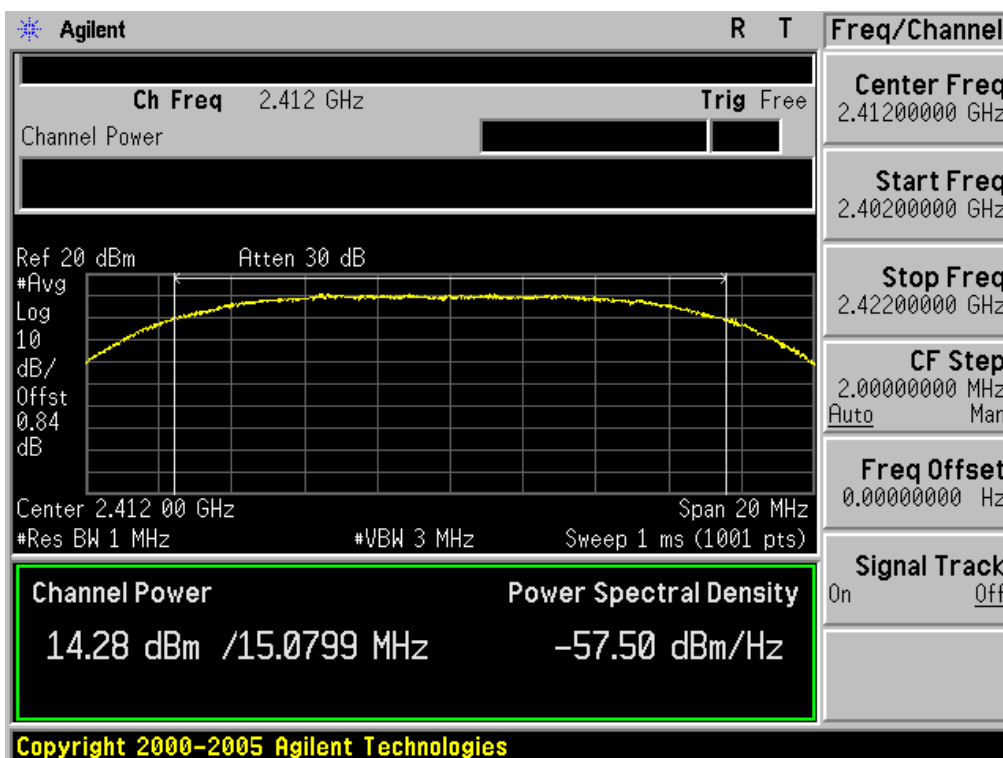 Agilent R T Freq/Channel
Ch Freq 2.412 GHz Trig Free
Channel Power
Center Freq
2.41200000 GHz
Start Freq
2.40200000 GHz
Stop Freq
2.42200000 GHz
CF Step
2.00000000 MHz
Auto Man
Freq Offset
0.00000000 Hz
Signal Track
On Off
Ref 20 dBm Atten 30 dB
#Avg
Log
10
dB/
Offst
0.84
dB
Center 2.412 00 GHz Span 20 MHz
#Res BW 1 MHz #VBW 3 MHz Sweep 1 ms (1001 pts)
Channel Power Power Spectral Density
14.28 dBm /15.0799 MHz -57.50 dBm/Hz
Copyright 2000-2005 Agilent Technologies